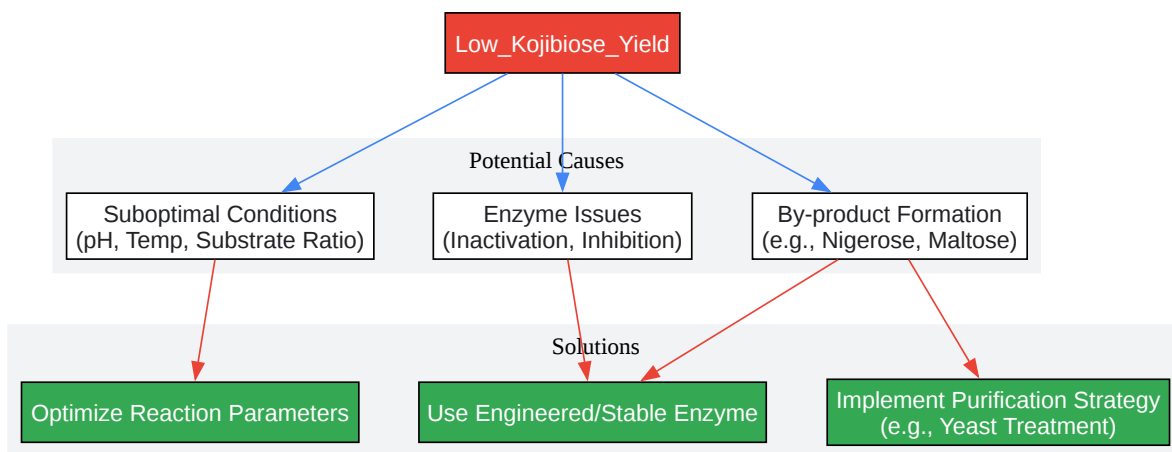 Low_Kojibiose_Yield
Potential Causes
Suboptimal Conditions
(pH, Temp, Substrate Ratio)
Enzyme Issues
(Inactivation, Inhibition)
By-product Formation
(e.g., Nigerose, Maltose)
Solutions
Optimize Reaction Parameters
Use Engineered/Stable Enzyme
Implement Purification Strategy
(e.g., Yeast Treatment)